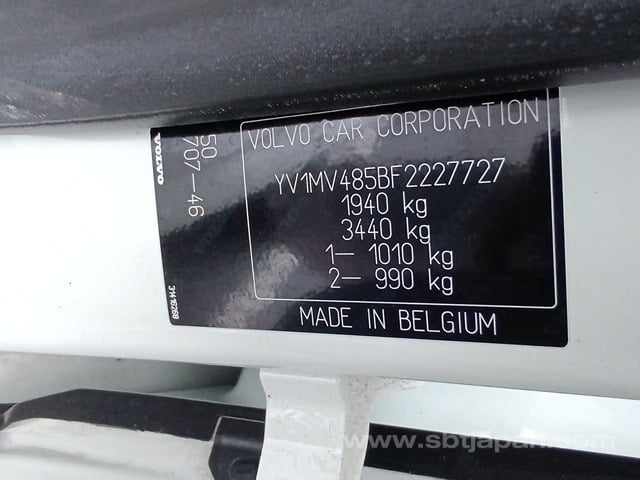 VOLVO CAR CORPORATION
YV1MV485BF2227727
1940 kg
3440 kg
1– 1010 kg
2– 990 kg
MADE IN BELGIUM
VOLVO
50
707–46
31416268
www.sbtjapan.com